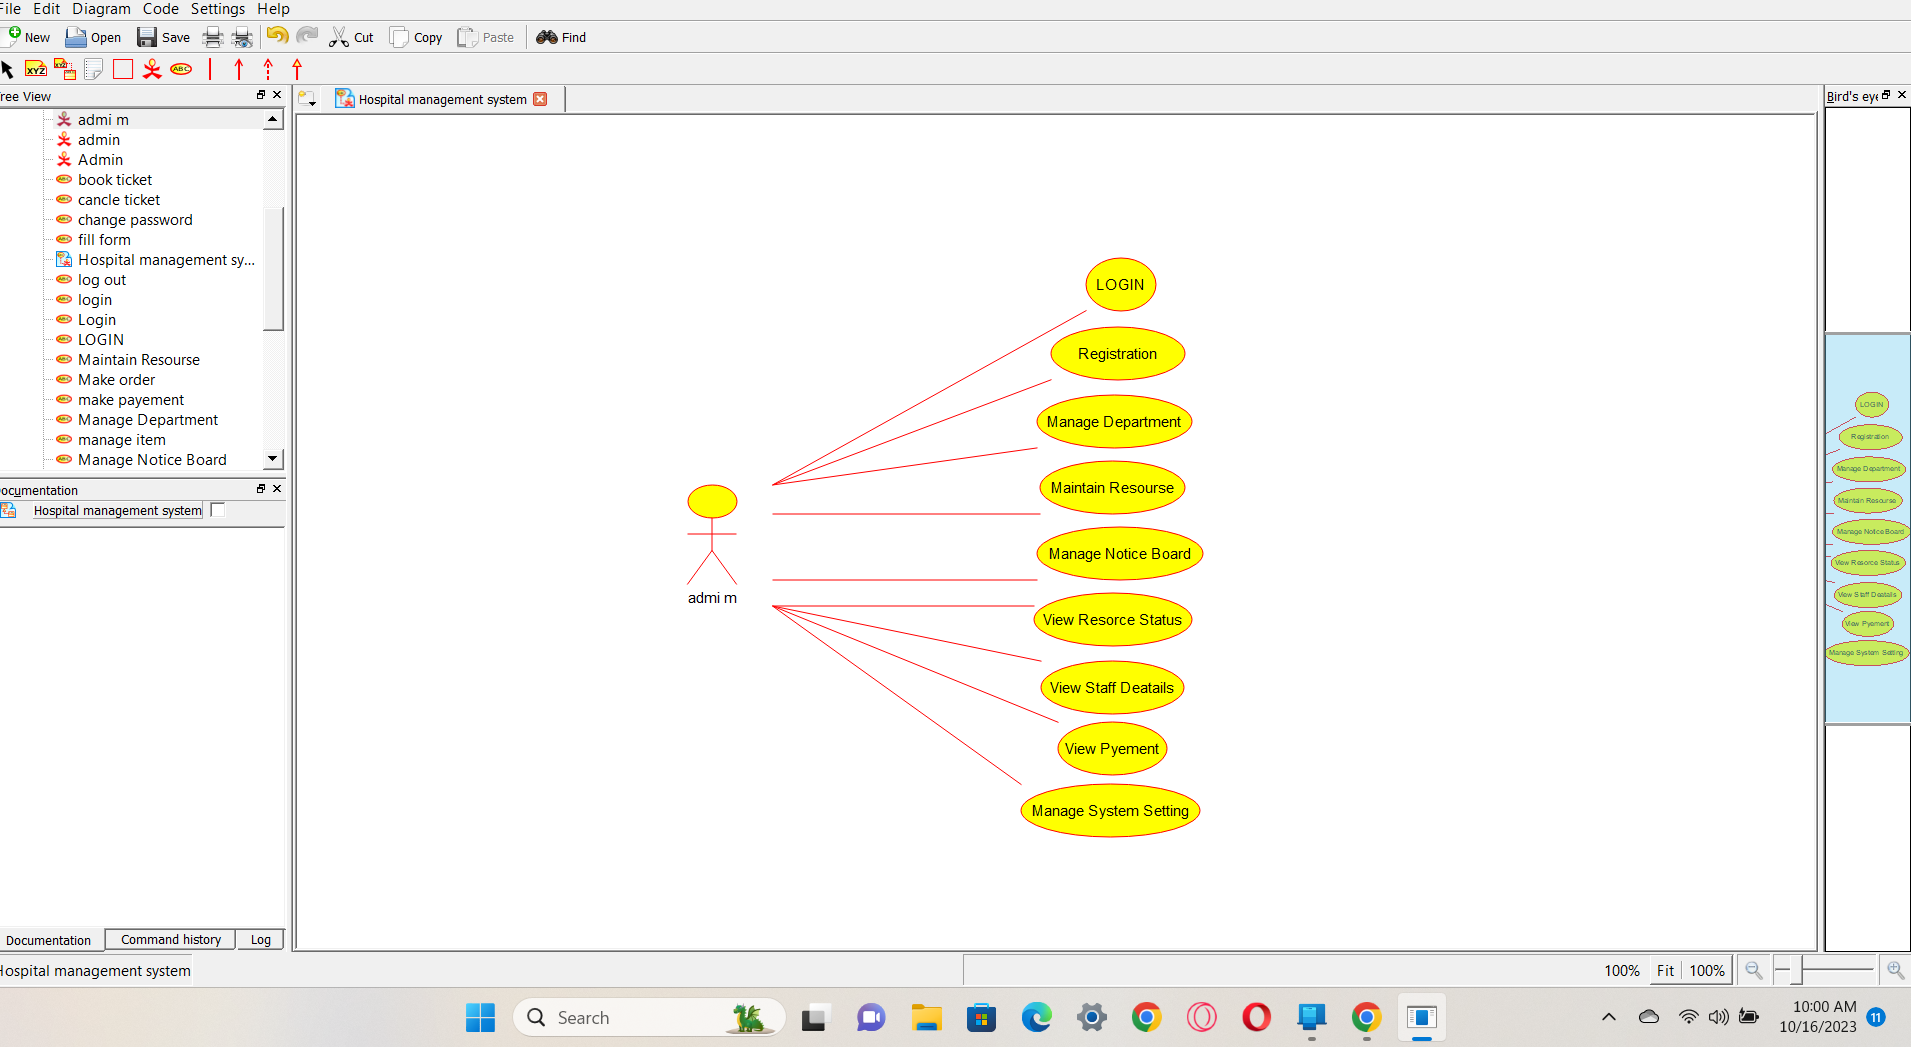 File Edit Diagram Code Settings Help
New Open Save Cut Copy Paste Find
XYZ XYZ ABC
Tree View
Hospital management system
Bird's eye
admi m
admin
Admin
book ticket
cancle ticket
change password
fill form
Hospital management sy...
log out
login
Login
LOGIN
Maintain Resourse
Make order
make payement
Manage Department
manage item
Manage Notice Board
Documentation
Hospital management system
Documentation Command history Log
LOGIN
Registration
Manage Department
Maintain Resourse
Manage Notice Board
View Resorce Status
View Staff Deatails
View Pyement
Manage System Setting
admi m
LOGIN
Registration
Manage Department
Maintain Resourse
Manage Notice Board
View Resorce Status
View Staff Deatails
View Pyement
Manage System Setting
Hospital management system
100% Fit 100%
Search
10:00 AM
10/16/2023
11